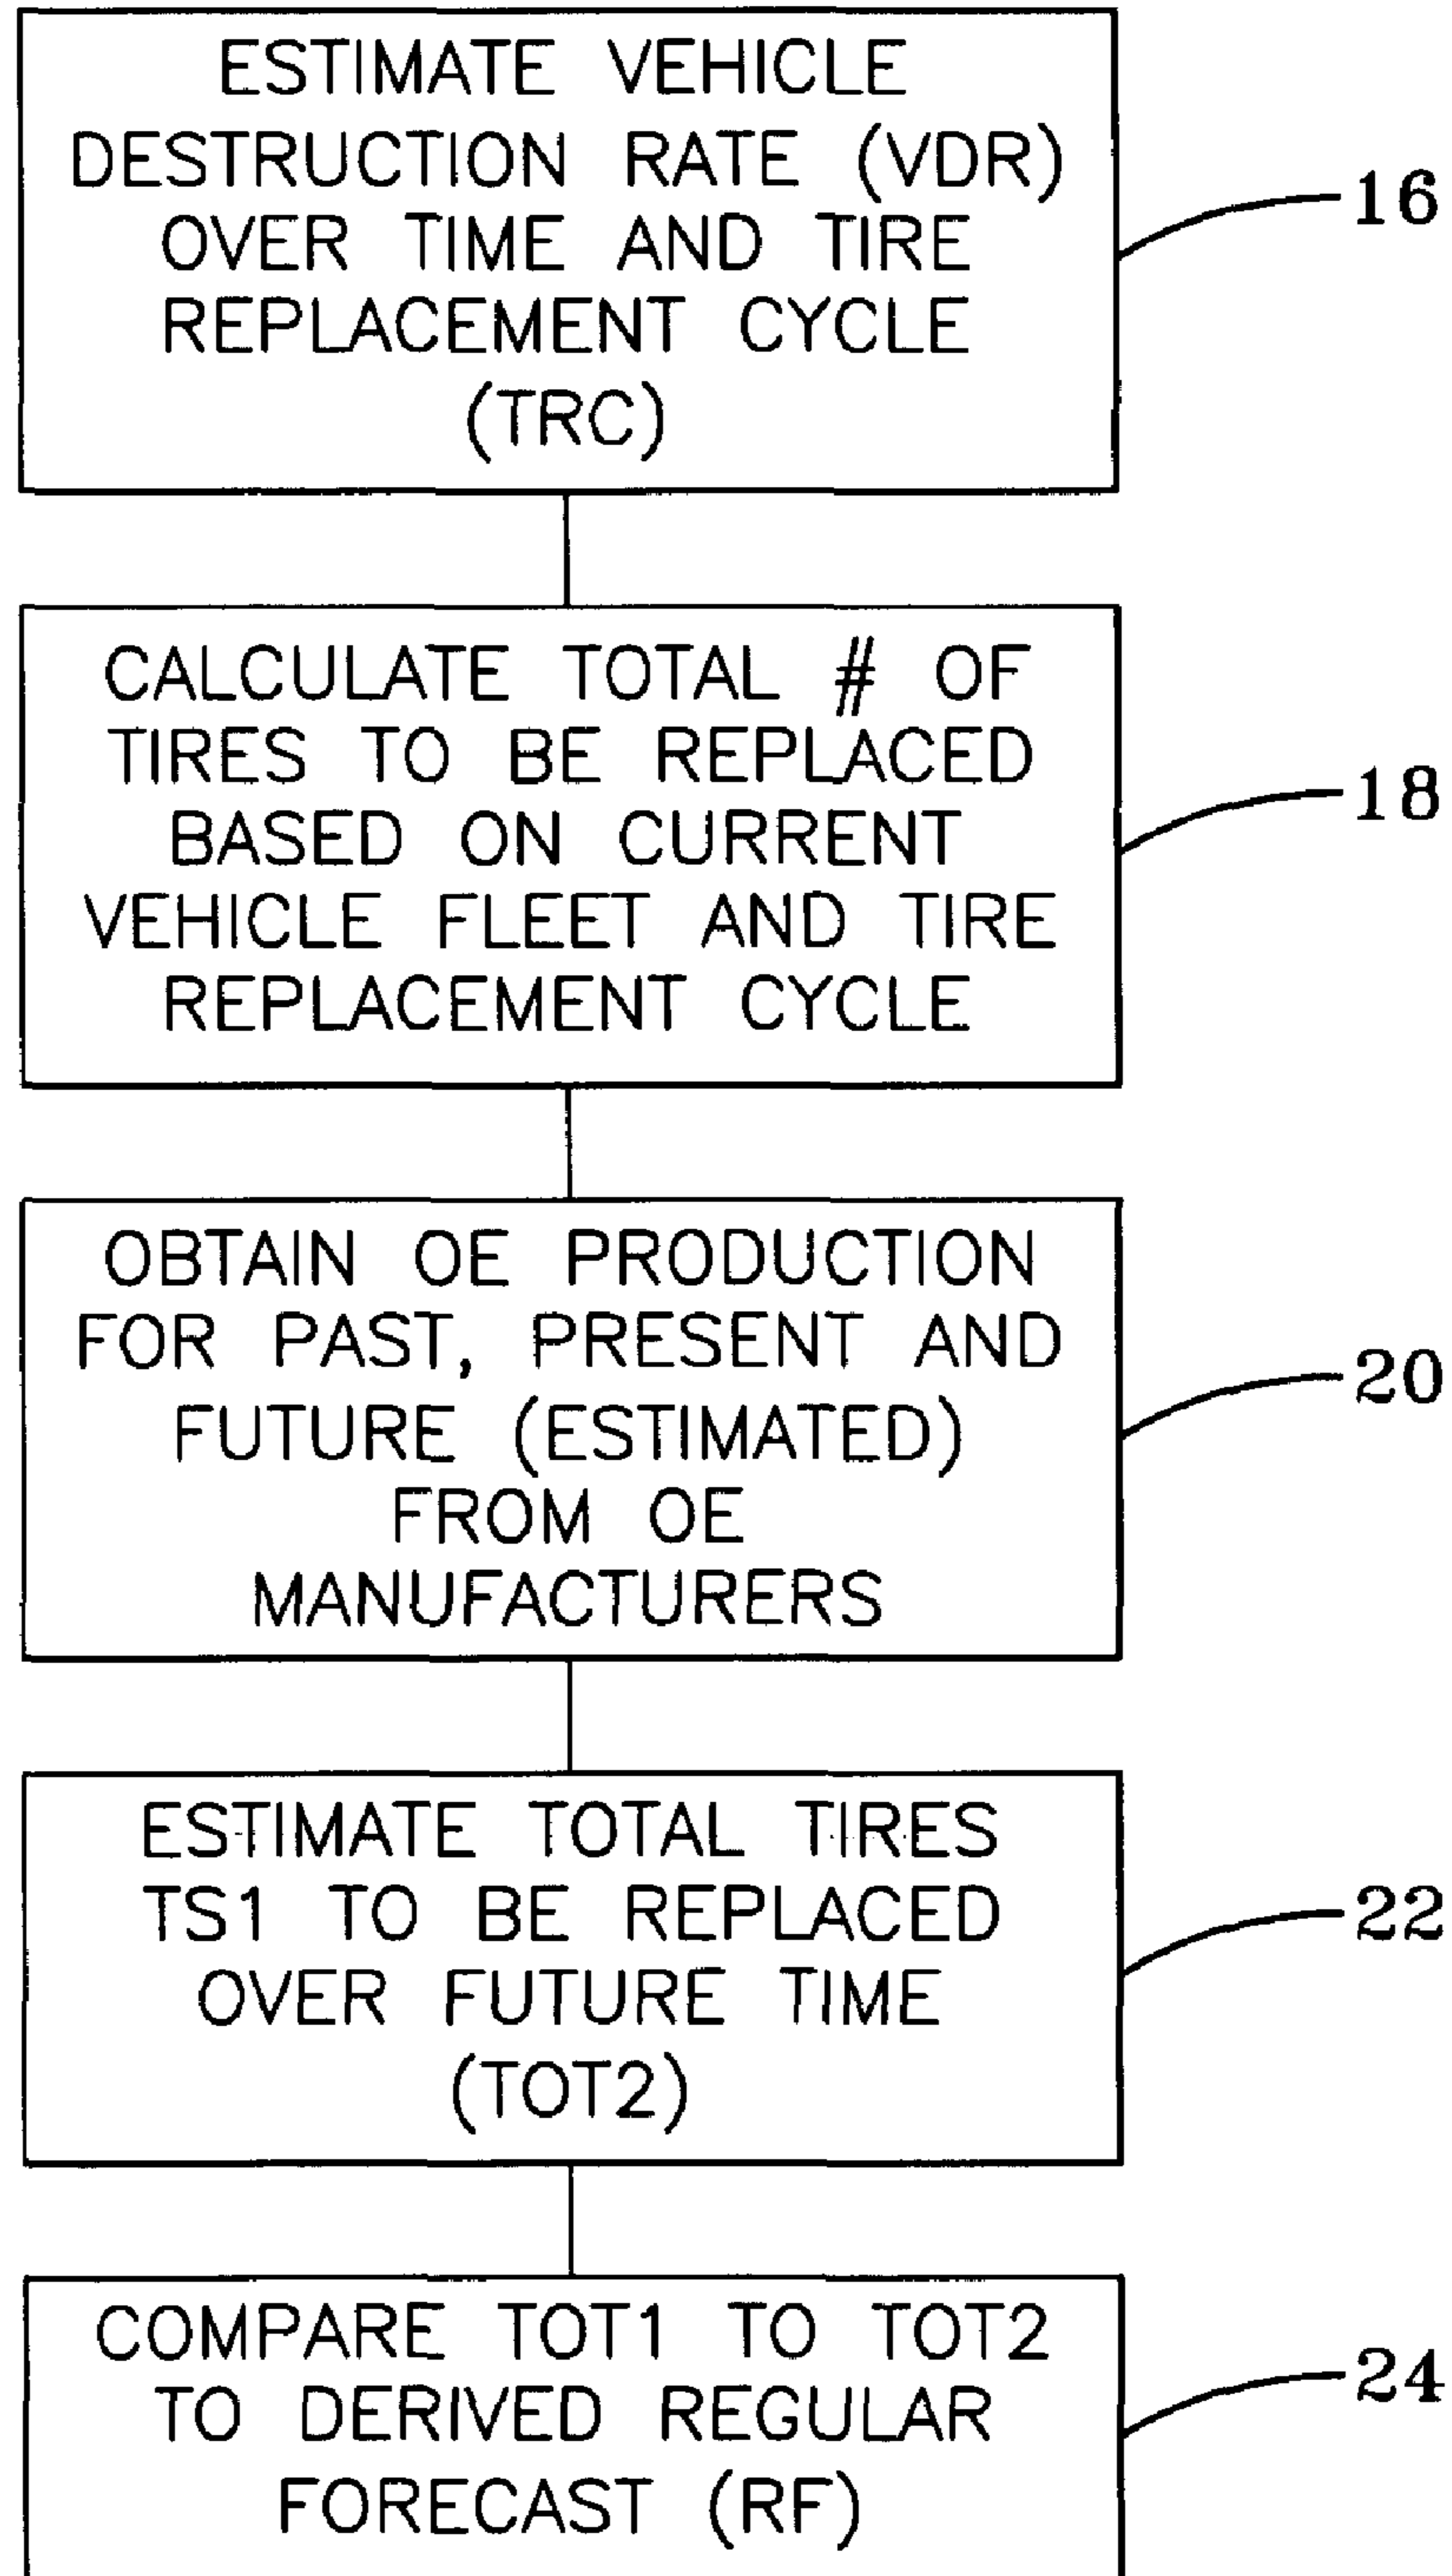 ESTIMATE VEHICLE
DESTRUCTION RATE (VDR)
OVER TIME AND TIRE
REPLACEMENT CYCLE
(TRC)
16
CALCULATE TOTAL # OF
TIRES TO BE REPLACED
BASED ON CURRENT
VEHICLE FLEET AND TIRE
REPLACEMENT CYCLE
18
OBTAIN OE PRODUCTION
FOR PAST, PRESENT AND
FUTURE (ESTIMATED)
FROM OE
MANUFACTURERS
20
ESTIMATE TOTAL TIRES
TS1 TO BE REPLACED
OVER FUTURE TIME
(TOT2)
22
COMPARE TOT1 TO TOT2
TO DERIVED REGULAR
FORECAST (RF)
24